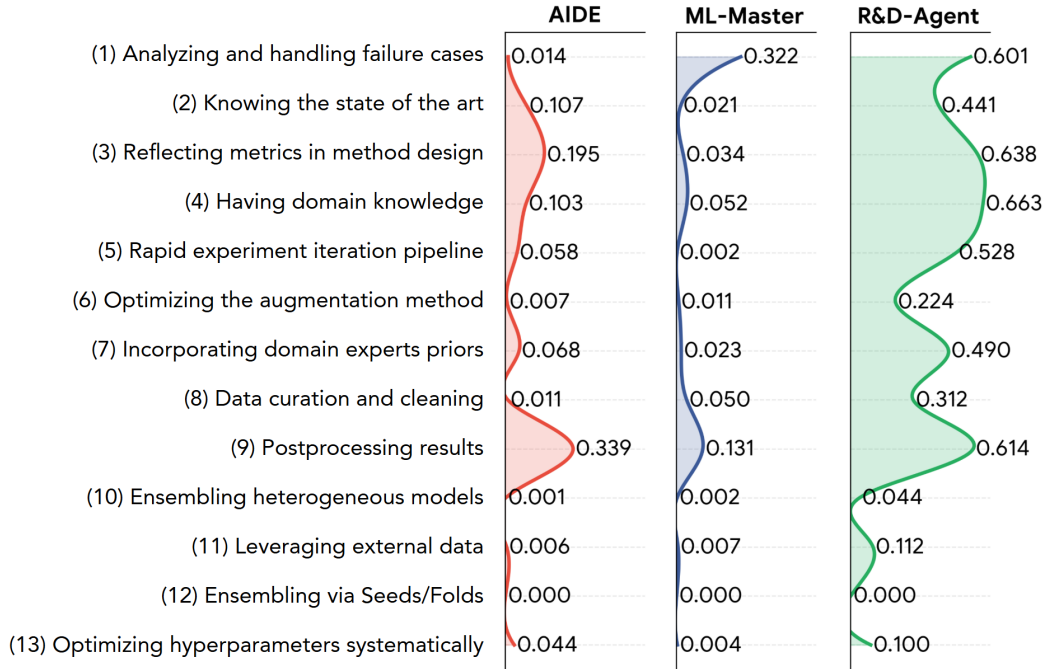 AIDE ML-Master R&D-Agent
(1) Analyzing and handling failure cases 0.014 0.322 0.601
(2) Knowing the state of the art 0.107 0.021 0.441
(3) Reflecting metrics in method design 0.195 0.034 0.638
(4) Having domain knowledge 0.103 0.052 0.663
(5) Rapid experiment iteration pipeline 0.058 0.002 0.528
(6) Optimizing the augmentation method 0.007 0.011 0.224
(7) Incorporating domain experts priors 0.068 0.023 0.490
(8) Data curation and cleaning 0.011 0.050 0.312
(9) Postprocessing results 0.339 0.131 0.614
(10) Ensembling heterogeneous models 0.001 0.002 0.044
(11) Leveraging external data 0.006 0.007 0.112
(12) Ensembling via Seeds/Folds 0.000 0.000 0.000
(13) Optimizing hyperparameters systematically 0.044 0.004 0.100